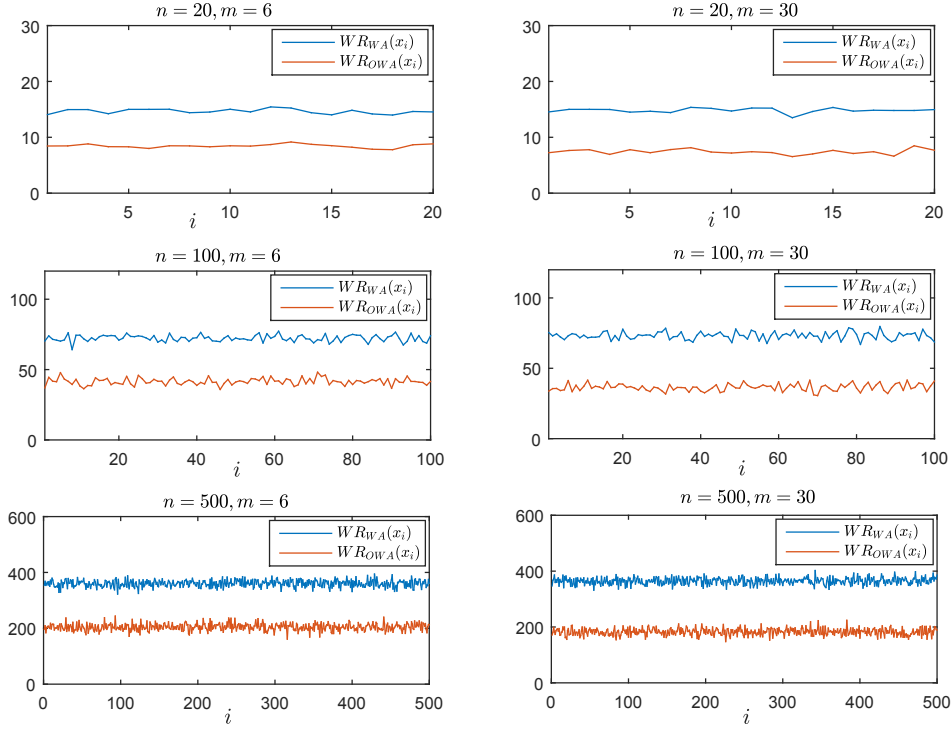 n = 20, m = 6
30
20
10
0
5
10
15
20
i
WR_{WA}(x_i)
WR_{OWA}(x_i)
n = 20, m = 30
30
20
10
0
5
10
15
20
i
WR_{WA}(x_i)
WR_{OWA}(x_i)
n = 100, m = 6
100
50
0
20
40
60
80
100
i
WR_{WA}(x_i)
WR_{OWA}(x_i)
n = 100, m = 30
100
50
0
20
40
60
80
100
i
WR_{WA}(x_i)
WR_{OWA}(x_i)
n = 500, m = 6
600
400
200
0
0
100
200
300
400
500
i
WR_{WA}(x_i)
WR_{OWA}(x_i)
n = 500, m = 30
600
400
200
0
0
100
200
300
400
500
i
WR_{WA}(x_i)
WR_{OWA}(x_i)